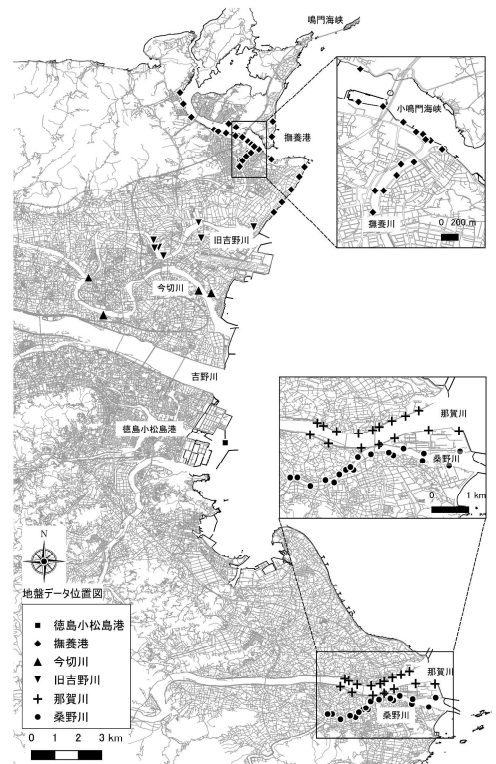 鳴門海峡
小鳴門海峡
撫養港
撫養川
0 200 m
旧吉野川
今切川
吉野川
徳島小松島港
那賀川
桑野川
0 1 km
N
地盤データ位置図
徳島小松島港
撫養港
今切川
旧吉野川
那賀川
桑野川
0 1 2 3 km
那賀川
桑野川